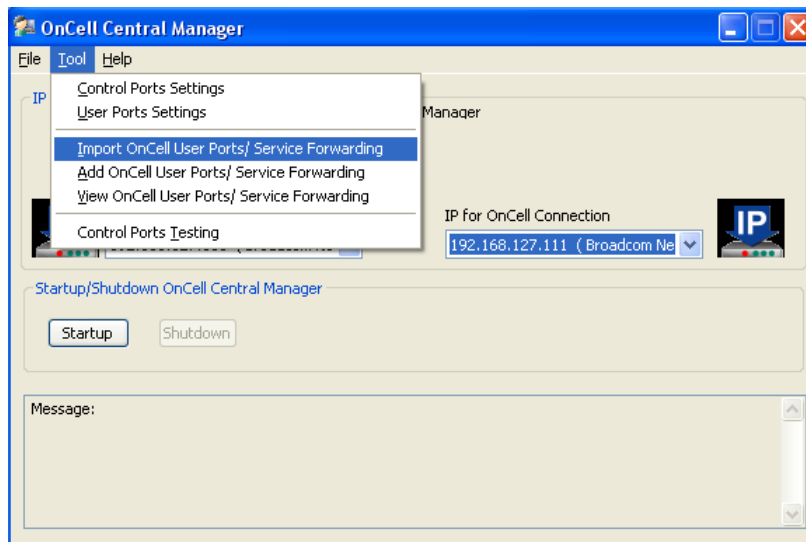 OnCell Central Manager
File Tool Help
Control Ports Settings
User Ports Settings
Import OnCell User Ports/ Service Forwarding
Add OnCell User Ports/ Service Forwarding
View OnCell User Ports/ Service Forwarding
Control Ports Testing
IP
Manager
IP for OnCell Connection
192.168.127.111 ( Broadcom Ne
IP
Startup/Shutdown OnCell Central Manager
Startup Shutdown
Message: